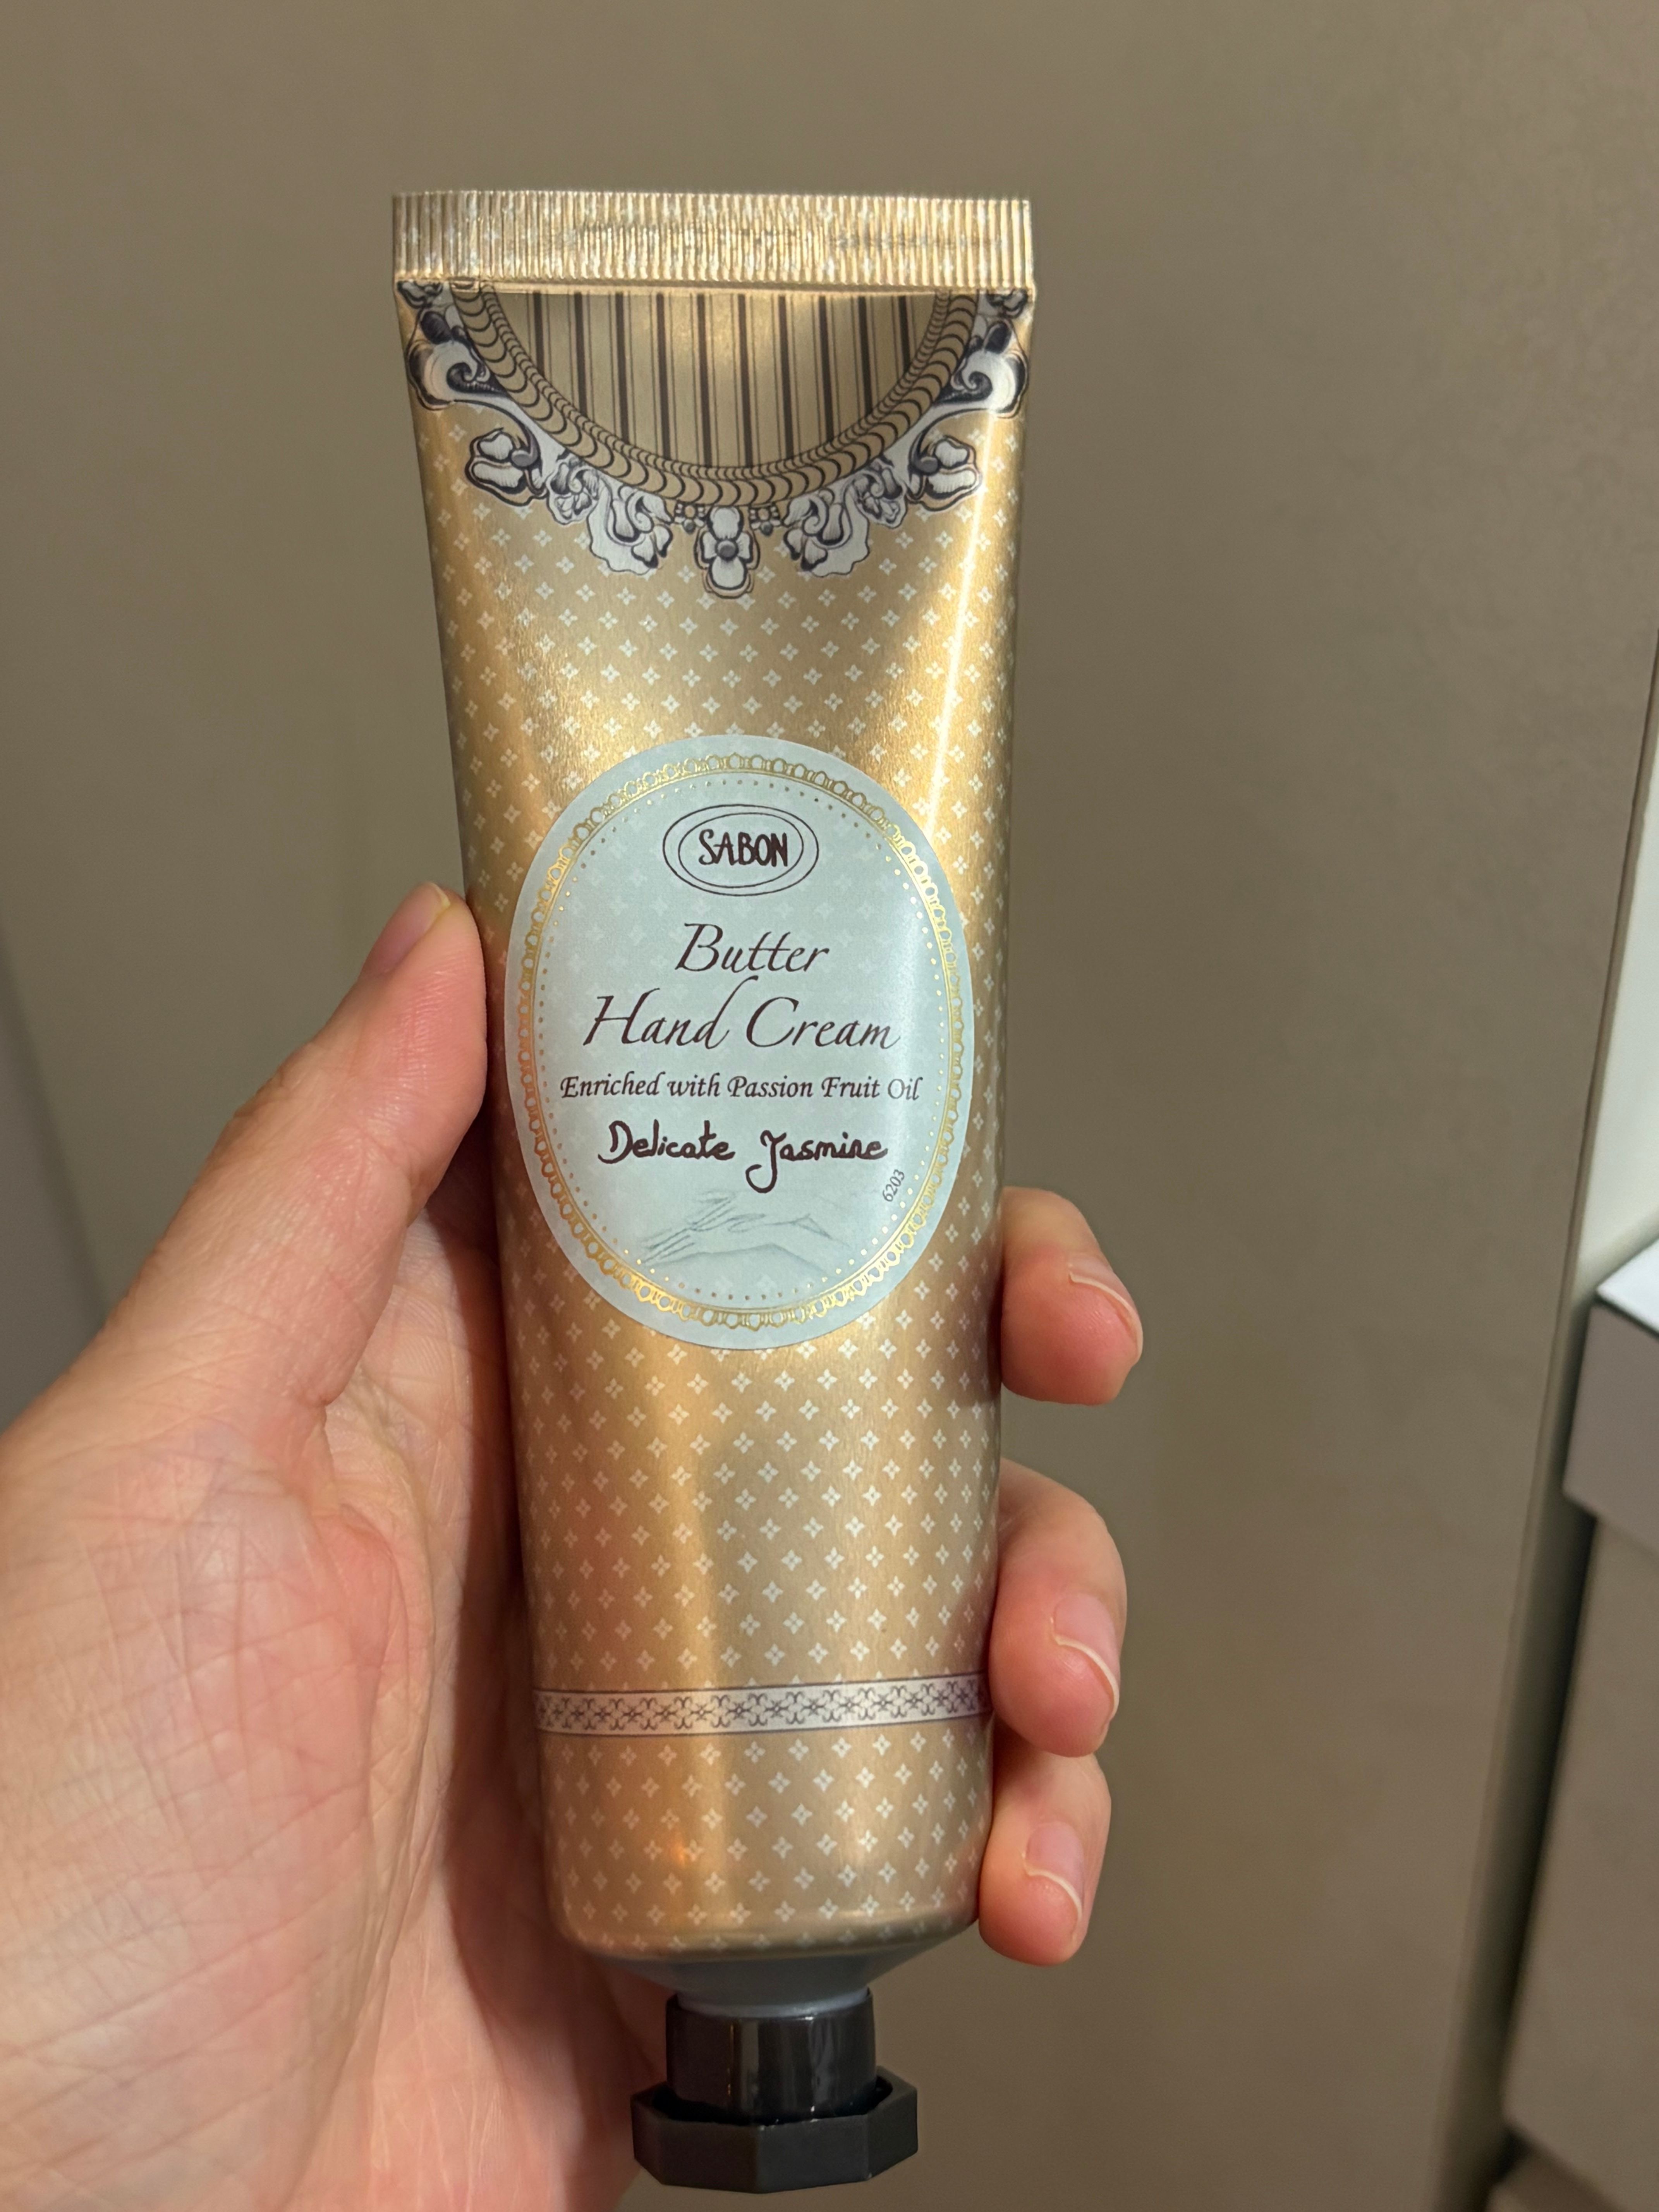 SABON
Butter
Hand Cream
Enriched with Passion Fruit Oil
Delicate Jasmine
6203